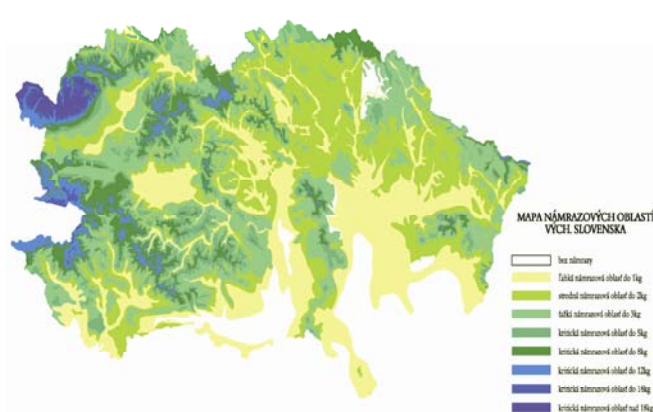 MAPA NÁMRAZOVÝCH OBLASTÍ
VÝCH. SLOVENSKA
bez námrazy
ľahká námrazová oblasť do 1kg
stredná námrazová oblasť do 2kg
ťažká námrazová oblasť do 3kg
kritická námrazová oblasť do 5kg
kritická námrazová oblasť do 8kg
kritická námrazová oblasť do 12kg
kritická námrazová oblasť do 18kg
kritická námrazová oblasť nad 18kg